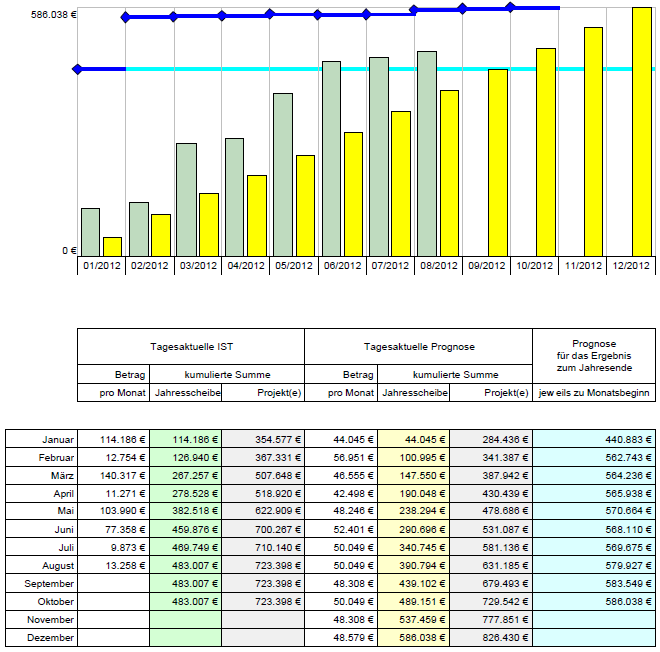 586.038 €
0 €
01/2012 02/2012 03/2012 04/2012 05/2012 06/2012 07/2012 08/2012 09/2012 10/2012 11/2012 12/2012
Tagesaktuelle IST Tagesaktuelle Prognose Prognose
für das Ergebnis
zum Jahresende
Betrag kumulierte Summe Betrag kumulierte Summe
pro Monat Jahresscheibe Projekt(e) pro Monat Jahresscheibe Projekt(e) jew eils zu Monatsbeginn
Januar 114.186 € 114.186 € 354.577 € 44.045 € 44.045 € 284.436 € 440.883 €
Februar 12.754 € 126.940 € 367.331 € 56.951 € 100.995 € 341.387 € 562.743 €
März 140.317 € 267.257 € 507.648 € 46.555 € 147.550 € 387.942 € 564.236 €
April 11.271 € 278.528 € 518.920 € 42.498 € 190.048 € 430.439 € 565.938 €
Mai 103.990 € 382.518 € 622.909 € 48.246 € 238.294 € 478.686 € 570.664 €
Juni 77.358 € 459.876 € 700.267 € 52.401 € 290.696 € 531.087 € 568.110 €
Juli 9.873 € 469.749 € 710.140 € 50.049 € 340.745 € 581.136 € 569.675 €
August 13.258 € 483.007 € 723.398 € 50.049 € 390.794 € 631.185 € 579.927 €
September 483.007 € 723.398 € 48.308 € 439.102 € 679.493 € 583.549 €
Oktober 483.007 € 723.398 € 50.049 € 489.151 € 729.542 € 586.038 €
November 48.308 € 537.459 € 777.851 €
Dezember 48.579 € 586.038 € 826.430 €